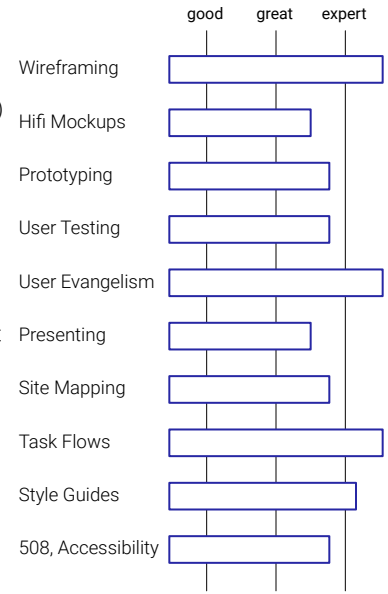 good great expert
Wireframing
Hifi Mockups
Prototyping
User Testing
User Evangelism
Presenting
Site Mapping
Task Flows
Style Guides
508, Accessibility